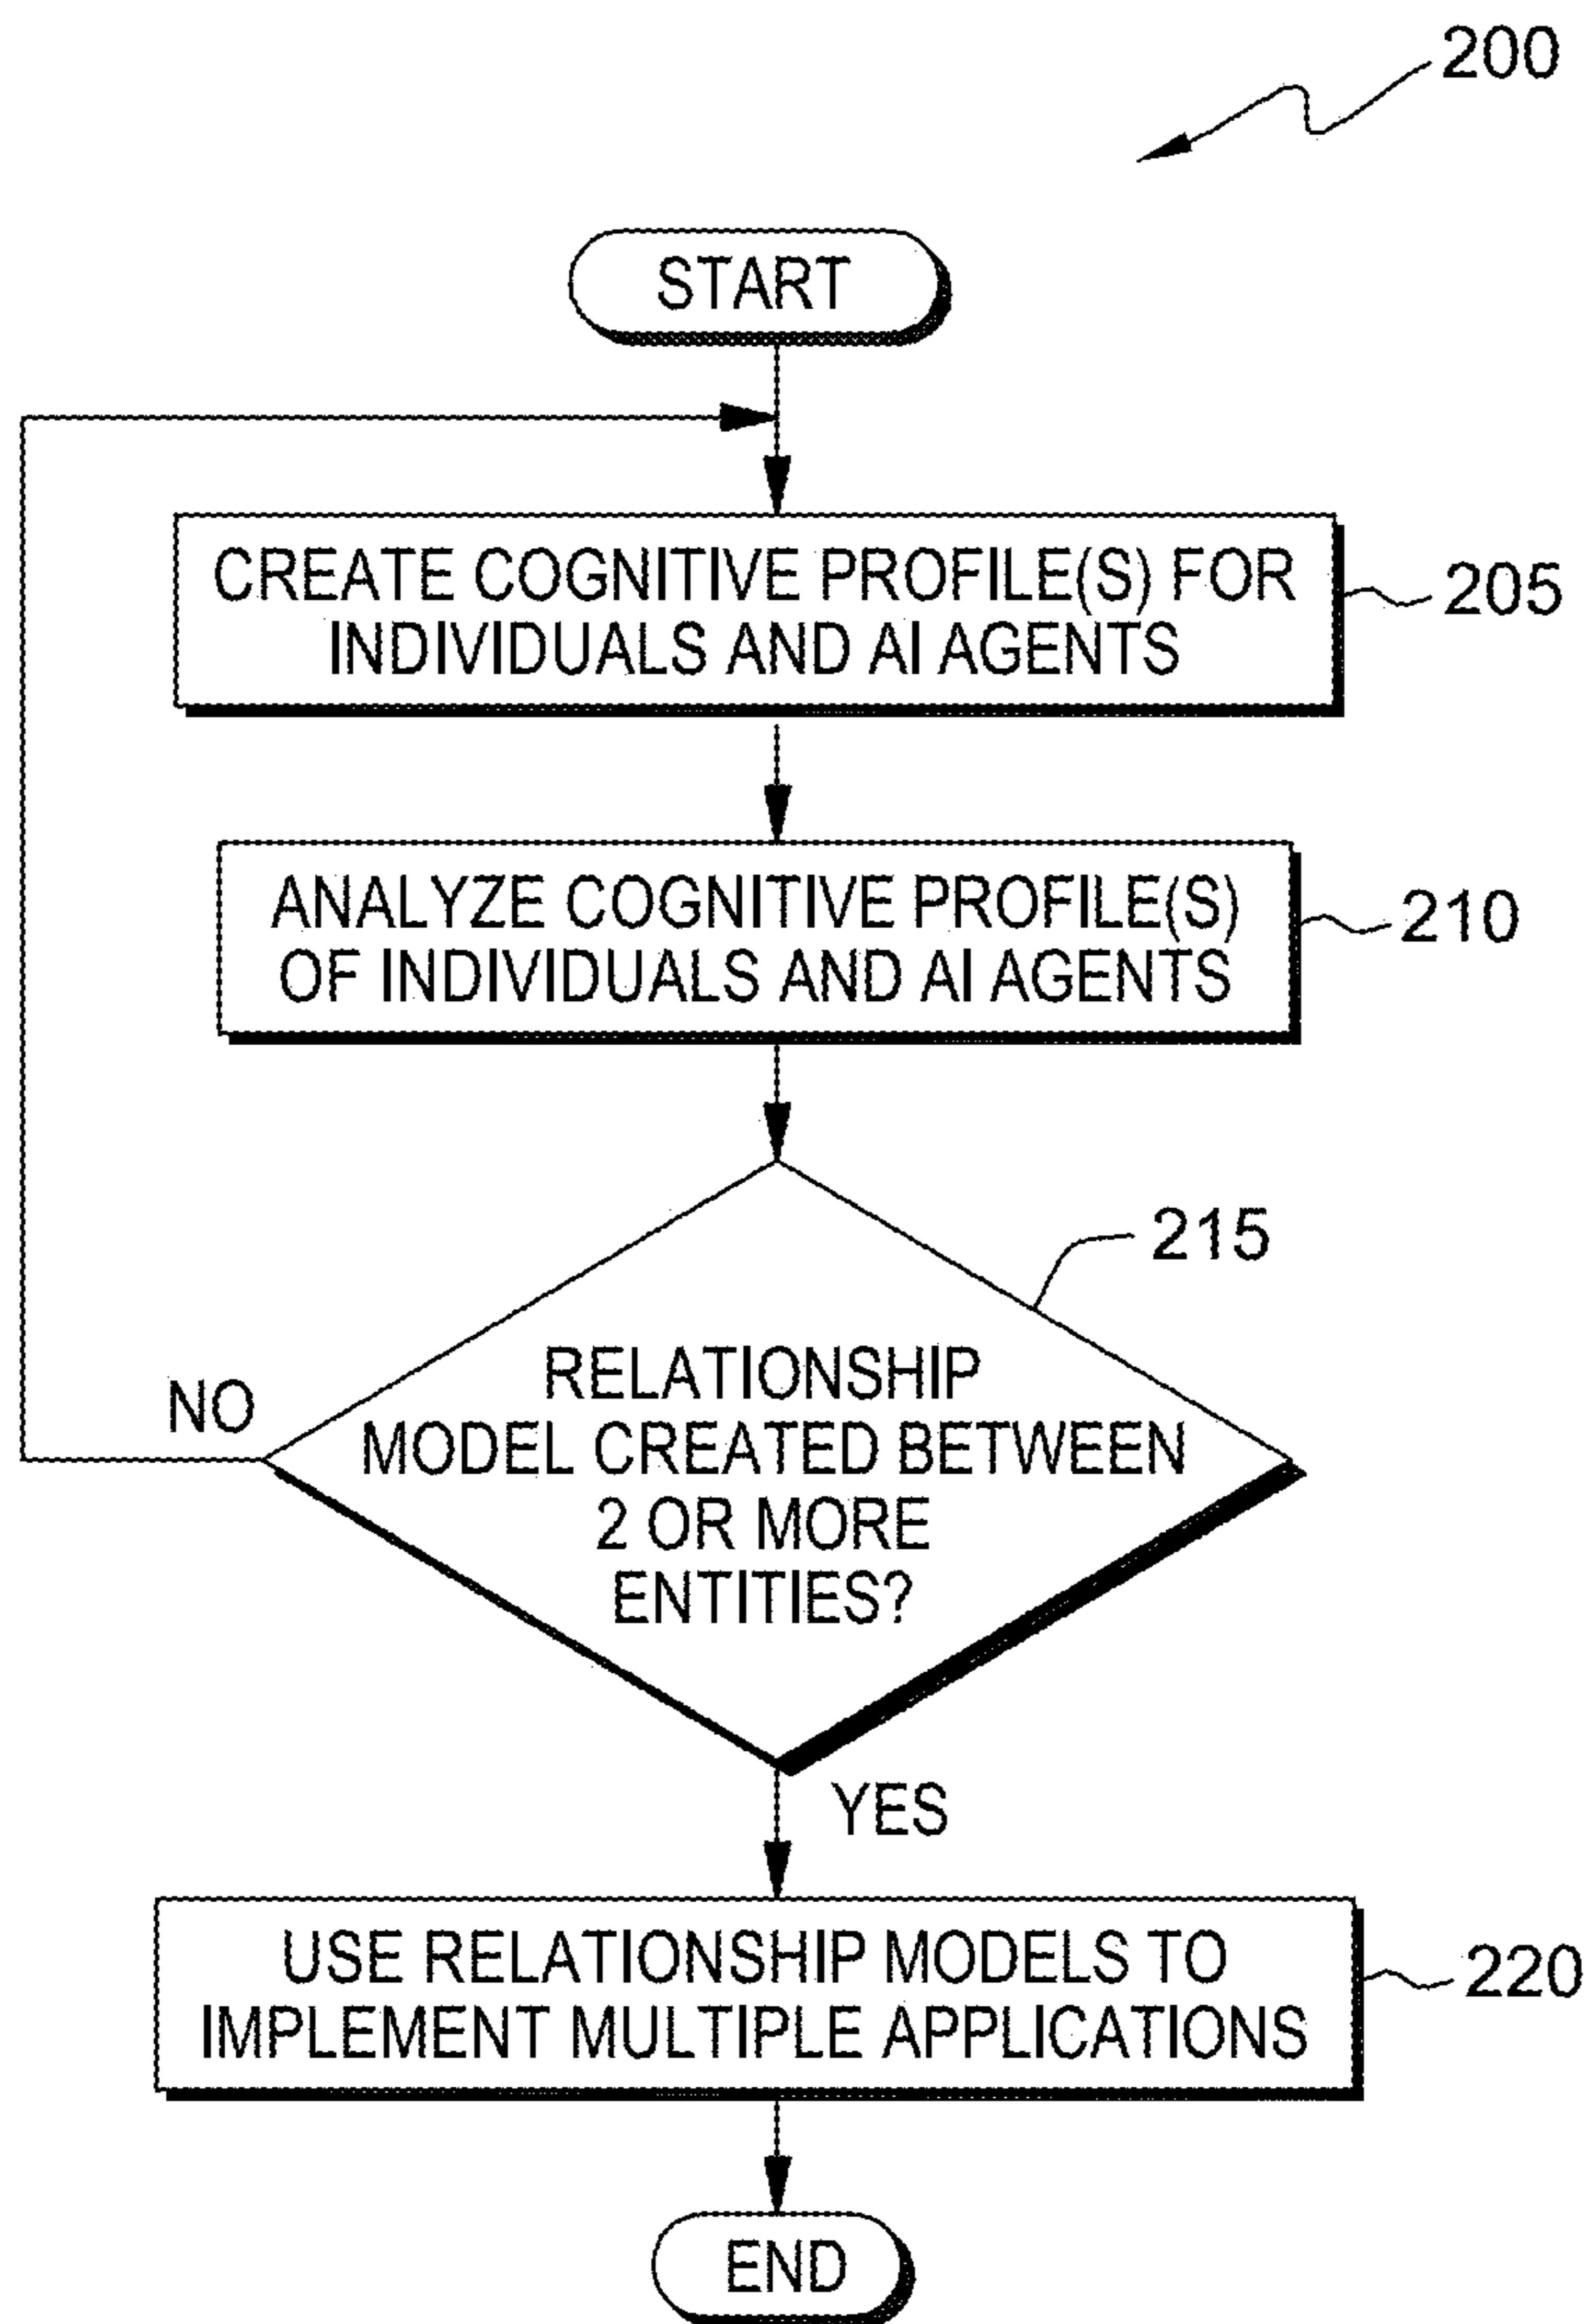 200
START
CREATE COGNITIVE PROFILE(S) FOR
INDIVIDUALS AND AI AGENTS
205
ANALYZE COGNITIVE PROFILE(S)
OF INDIVIDUALS AND AI AGENTS
210
215
RELATIONSHIP
MODEL CREATED BETWEEN
2 OR MORE
ENTITIES?
NO
YES
USE RELATIONSHIP MODELS TO
IMPLEMENT MULTIPLE APPLICATIONS
220
END